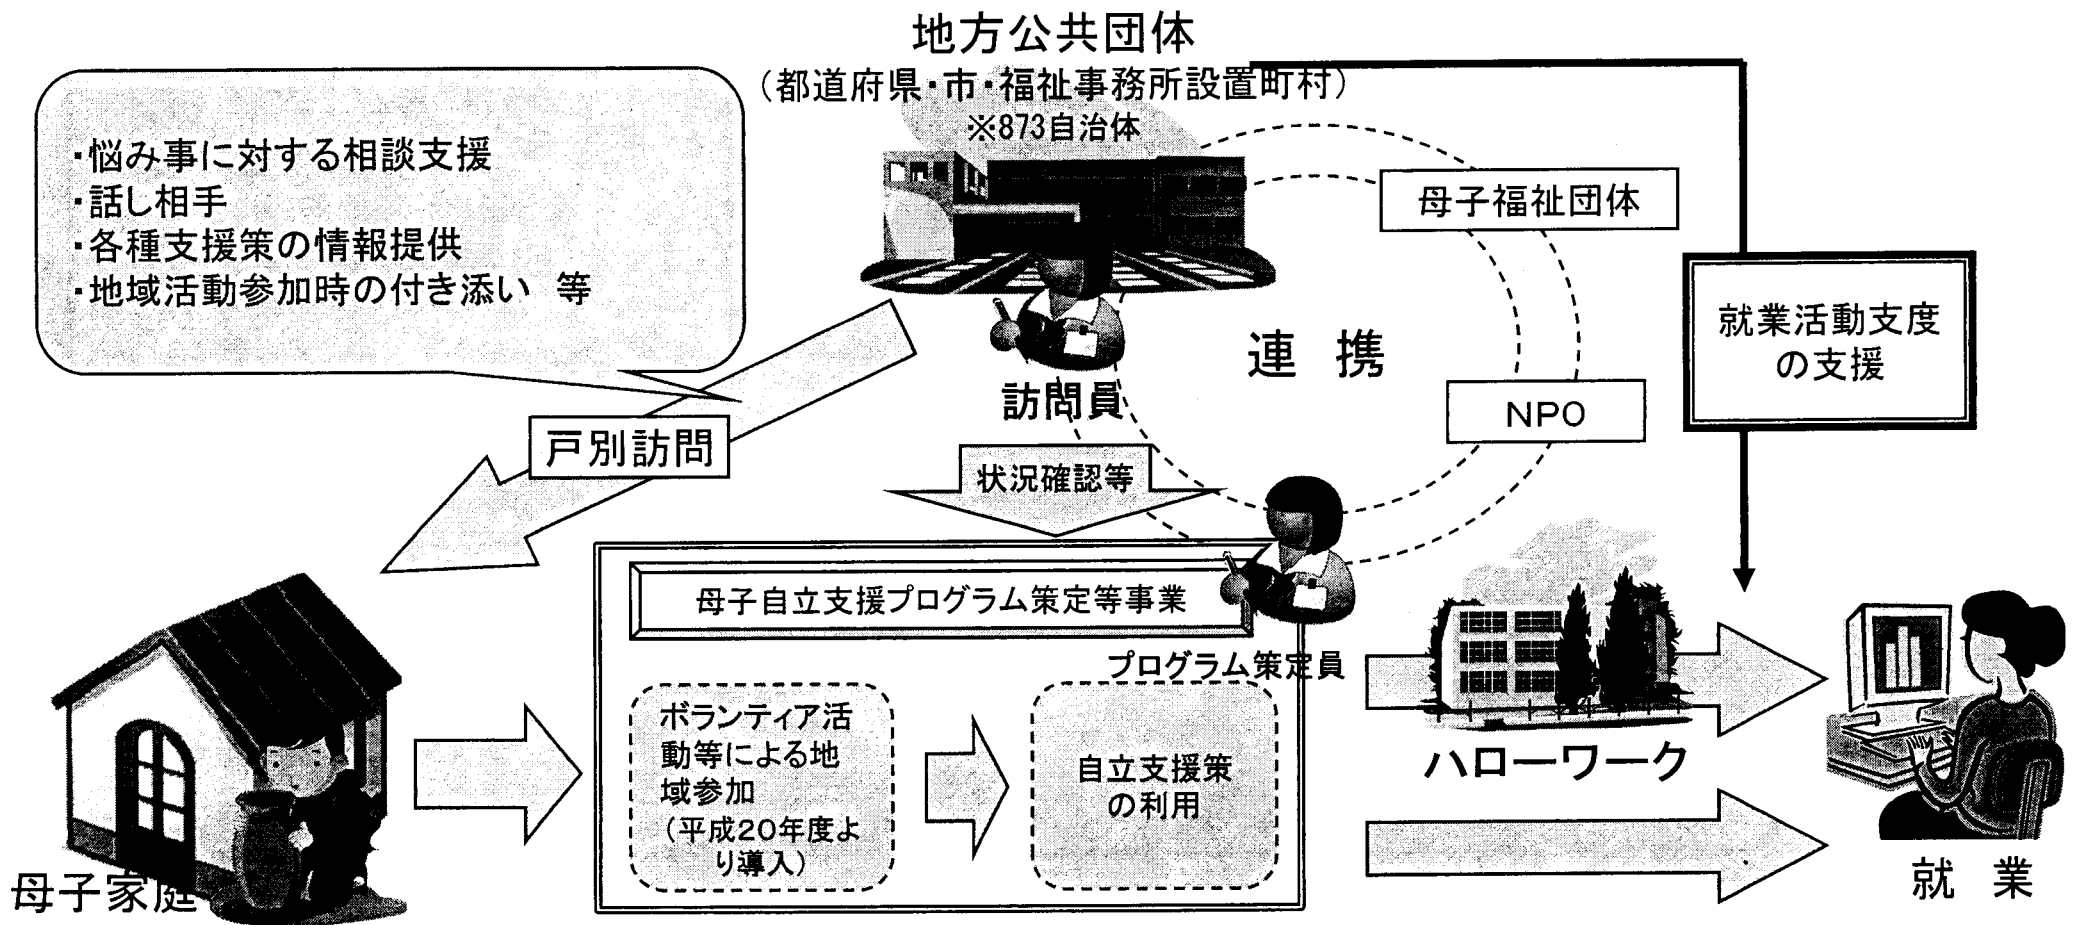 地方公共団体
（都道府県・市・福祉事務所設置町村）
※873自治体
・悩み事に対する相談支援
・話し相手
・各種支援策の情報提供
・地域活動参加時の付き添い　等
母子福祉団体
就業活動支度
の支援
連　携
訪問員
NPO
戸別訪問
状況確認等
母子自立支援プログラム策定等事業
プログラム策定員
ボランティア活
動等による地
域参加
（平成20年度よ
り導入）
自立支援策
の利用
ハローワーク
母子家庭
就　業